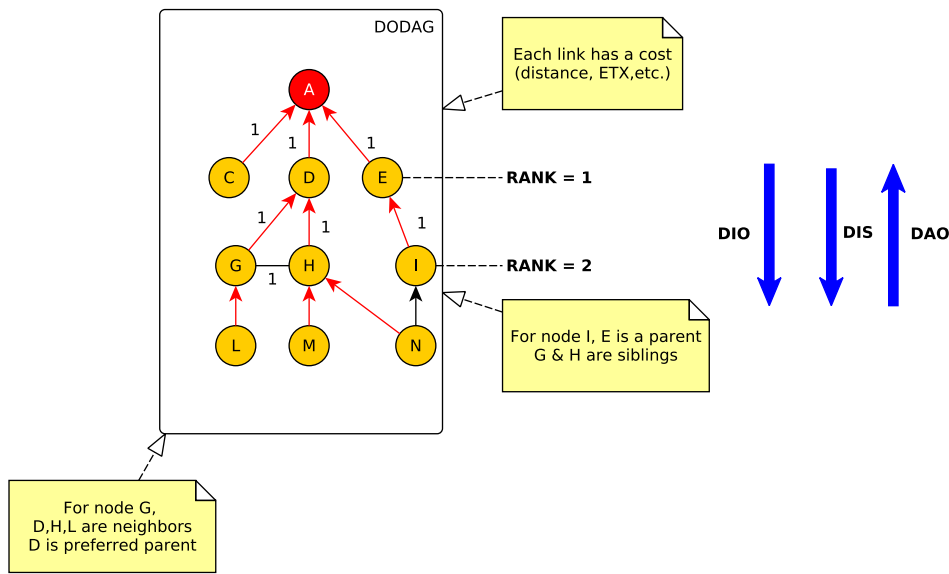 DODAG
Each link has a cost
(distance, ETX,etc.)
A
1
1
1
C
D
E
RANK = 1
1
1
1
DIO
DIS
DAO
G
1
H
I
RANK = 2
For node I, E is a parent
G & H are siblings
L
M
N
For node G,
D,H,L are neighbors
D is preferred parent